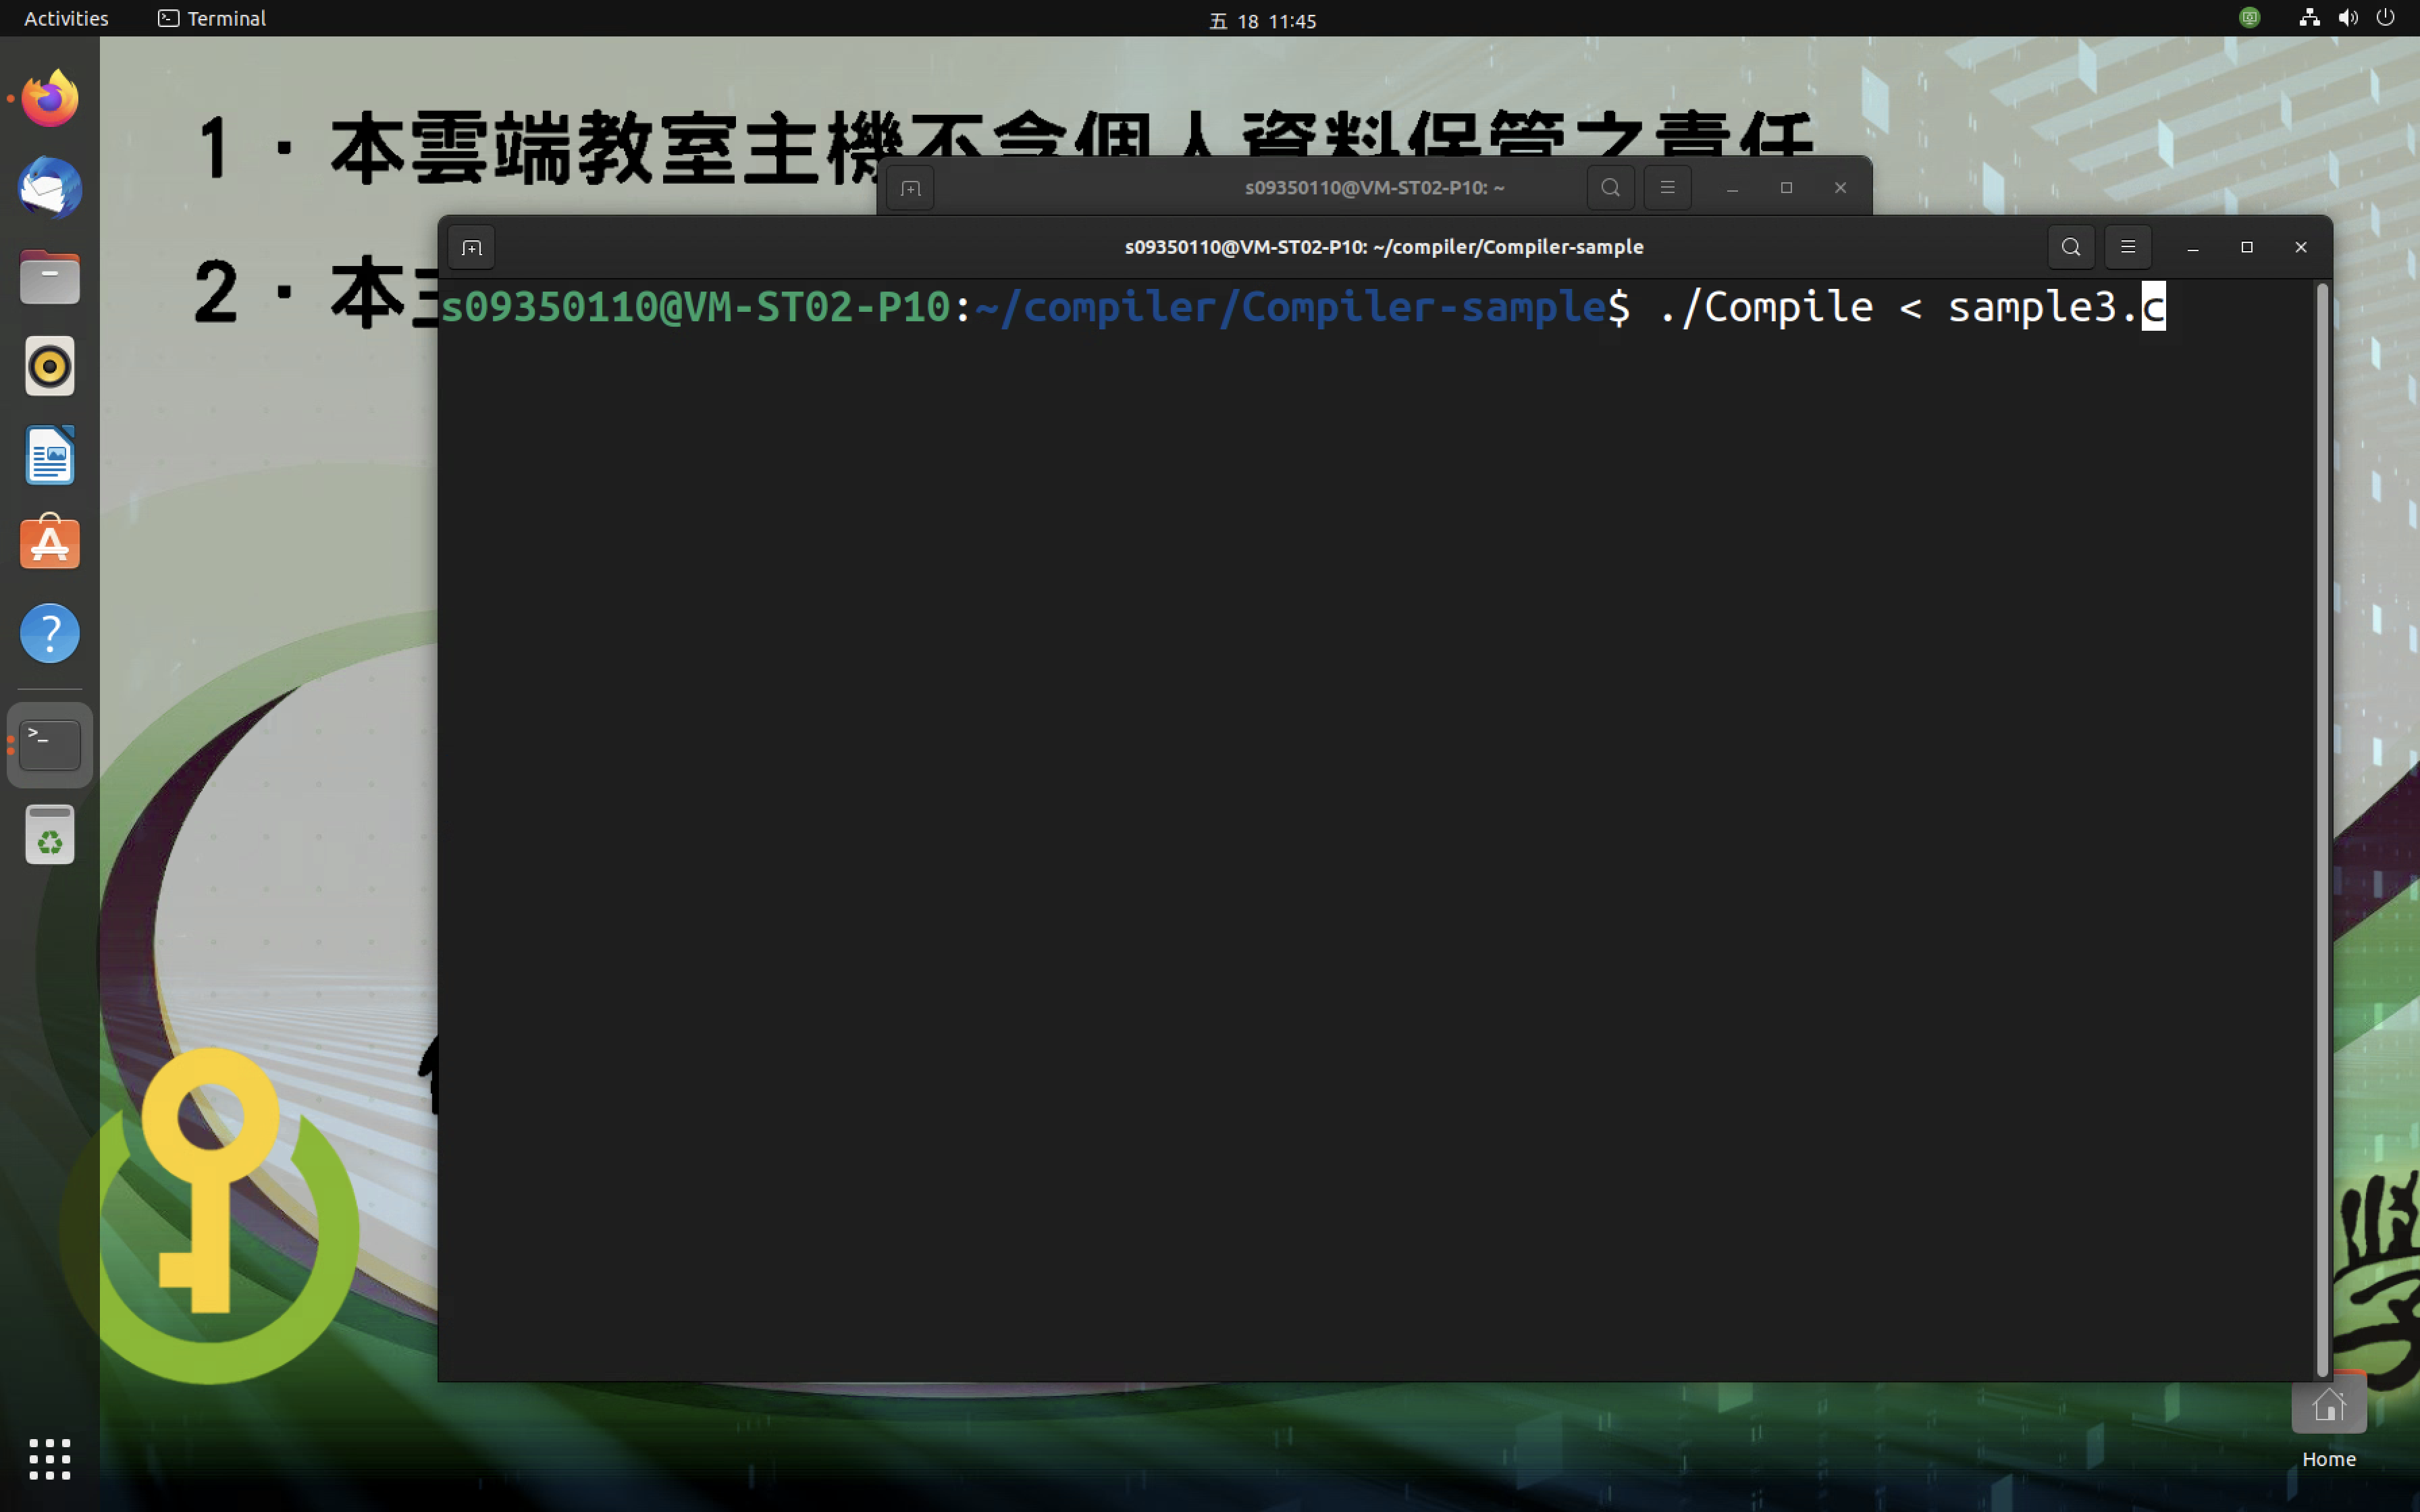 Activities
Terminal
五 18 11:45
1．本雲端教室主機不含個人資料保管之責任
s09350110@VM-ST02-P10: ~
2．本主
s09350110@VM-ST02-P10: ~/compiler/Compiler-sample
s09350110@VM-ST02-P10:~/compiler/Compiler-sample$ ./Compile < sample3.c
Home